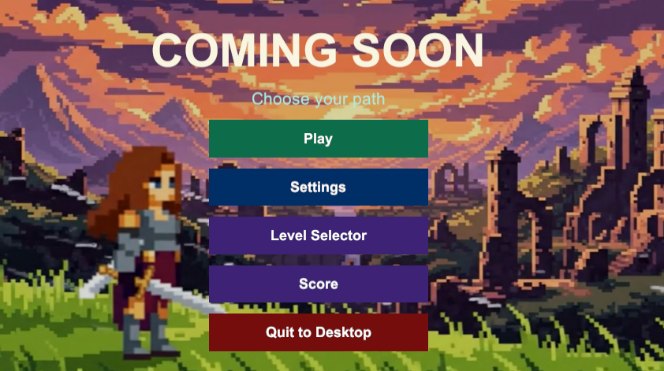 COMING SOON
Choose your path
Play
Settings
Level Selector
Score
Quit to Desktop